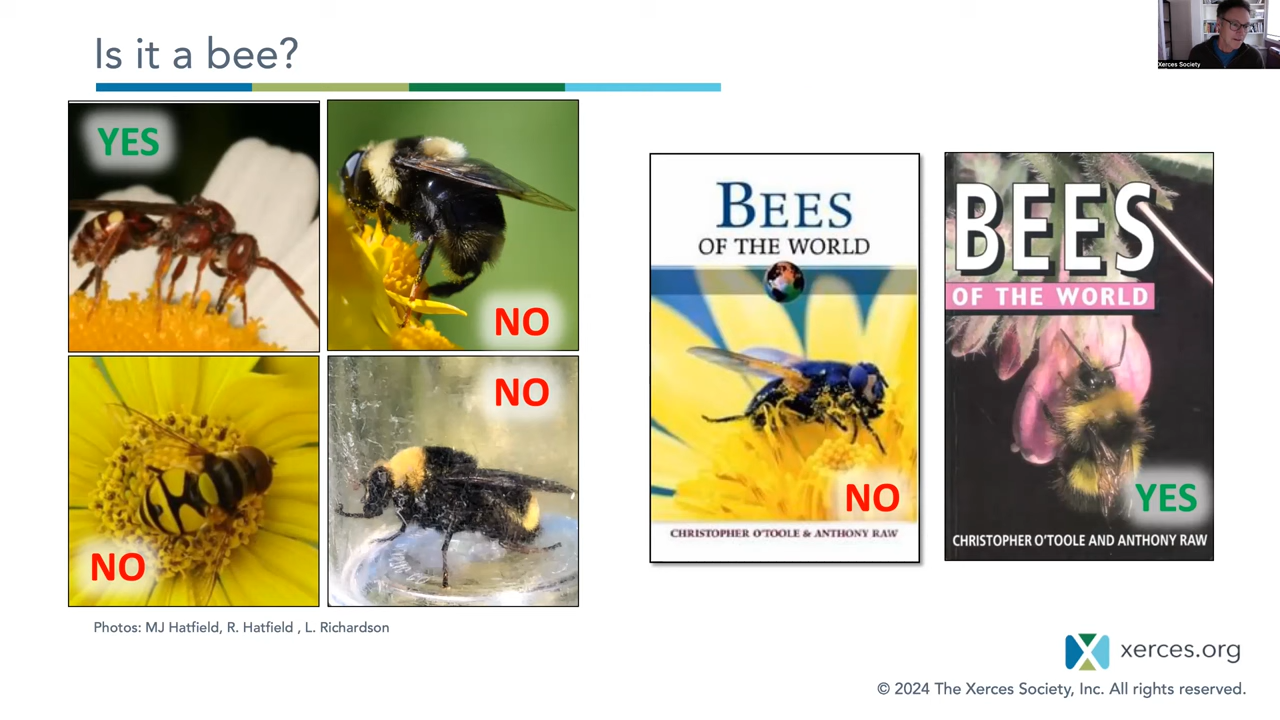 Is it a bee?
Xerces Society
YES
NO
NO
NO
Photos: MJ Hatfield, R. Hatfield , L. Richardson
BEES
OF THE WORLD
NO
CHRISTOPHER O'TOOLE & ANTHONY RAW
BEES
OF THE WORLD
YES
CHRISTOPHER O'TOOLE AND ANTHONY RAW
xerces.org
© 2024 The Xerces Society, Inc. All rights reserved.